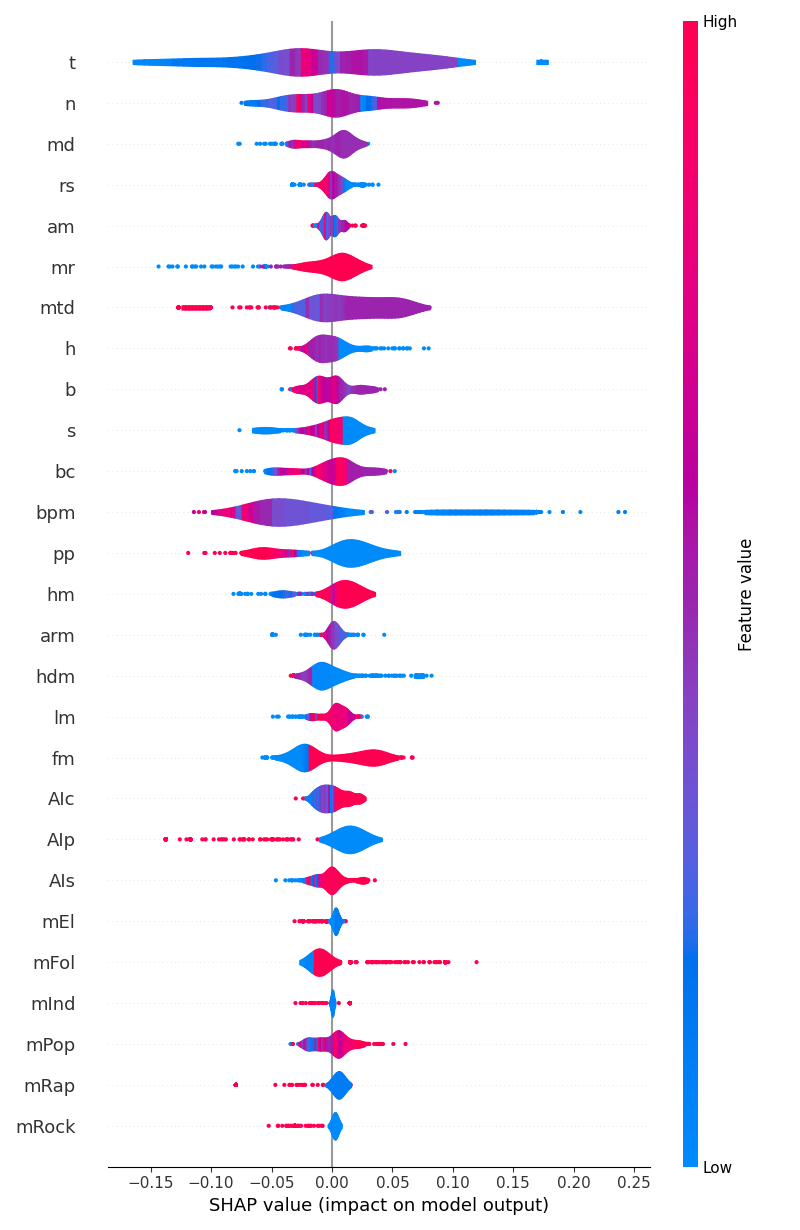 High
t
n
md
rs
am
mr
mtd
h
b
s
bc
bpm
pp
hm
arm
hdm
lm
fm
AIc
AIp
AIs
mEl
mFol
mInd
mPop
mRap
mRock
Feature value
Low
−0.15 −0.10 −0.05 0.00 0.05 0.10 0.15 0.20 0.25
SHAP value (impact on model output)